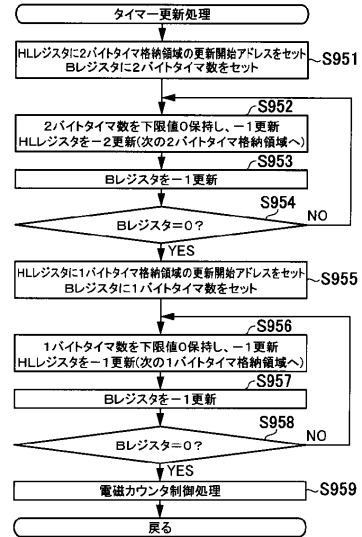 タイマー更新処理
HLレジスタに2バイトタイマ格納領域の更新開始アドレスをセット
Bレジスタに2バイトタイマ数をセット
S951
S952
2バイトタイマ数を下限値0保持し、-1更新
HLレジスタを-2更新(次の2バイトタイマ格納領域へ)
S953
Bレジスタを-1更新
S954
Bレジスタ=0?
NO
YES
HLレジスタに1バイトタイマ格納領域の更新開始アドレスをセット
Bレジスタに1バイトタイマ数をセット
S955
S956
1バイトタイマ数を下限値0保持し、-1更新
HLレジスタを-1更新(次の1バイトタイマ格納領域へ)
S957
Bレジスタを-1更新
S958
Bレジスタ=0?
NO
YES
電磁カウンタ制御処理
S959
戻る